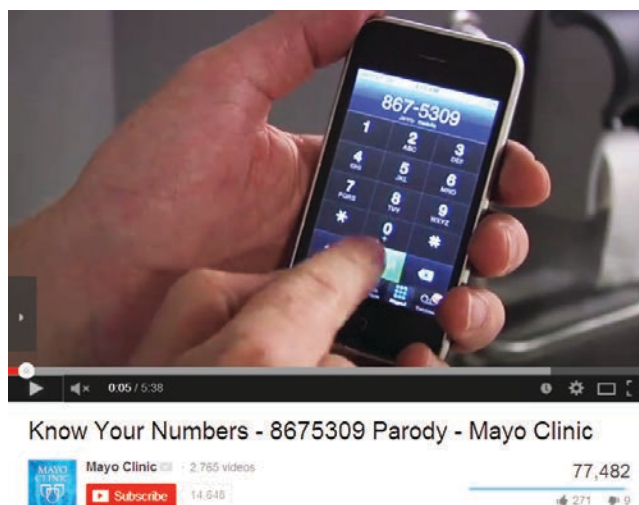 867-5309
1
2
ABC
3
DEF
4
GHI
5
JKL
6
MNO
7
PQRS
8
TUV
9
WXYZ
*
0
+
#
0:05 / 5:38
Know Your Numbers - 8675309 Parody - Mayo Clinic
MAYO
CLINIC
Mayo Clinic · 2,765 videos
Subscribe 14,648
77,482
271 9